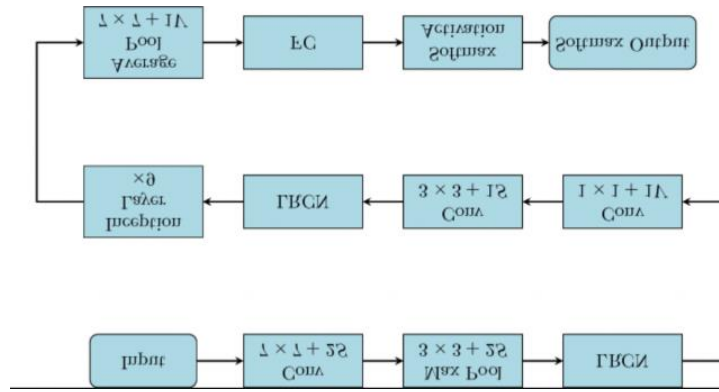 Input
Conv
7 × 7 + 2S
Max Pool
3 × 3 + 2S
LRCN
Conv
1 × 1 + 1V
Conv
3 × 3 + 1S
LRCN
Inception
Layer
×9
Average
Pool
7 × 7 + 1V
FC
Softmax
Activation
Softmax Output